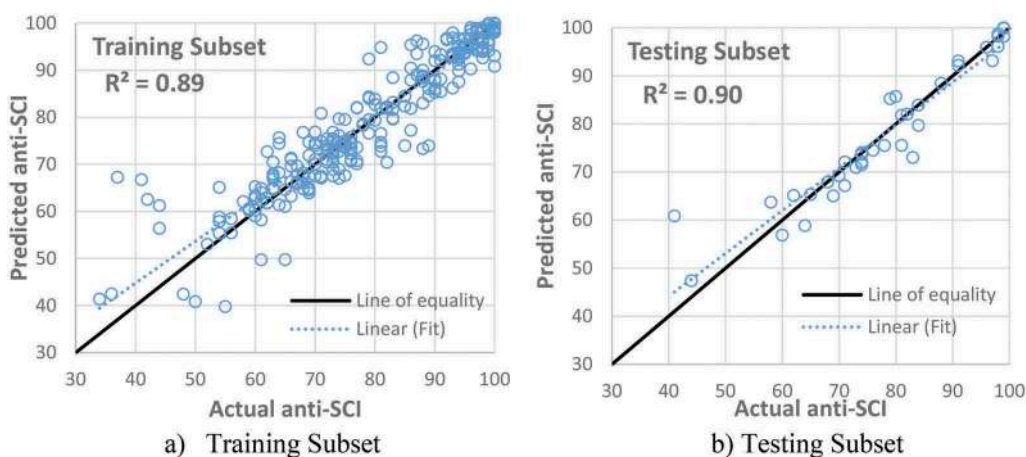 Training Subset
R² = 0.89
100
90
80
70
60
50
40
30
Predicted anti-SCI
Line of equality
Linear (Fit)
30 40 50 60 70 80 90 100
Actual anti-SCI
a) Training Subset
Testing Subset
R² = 0.90
100
90
80
70
60
50
40
30
Predicted anti-SCI
Line of equality
Linear (Fit)
30 40 50 60 70 80 90 100
Actual anti-SCI
b) Testing Subset